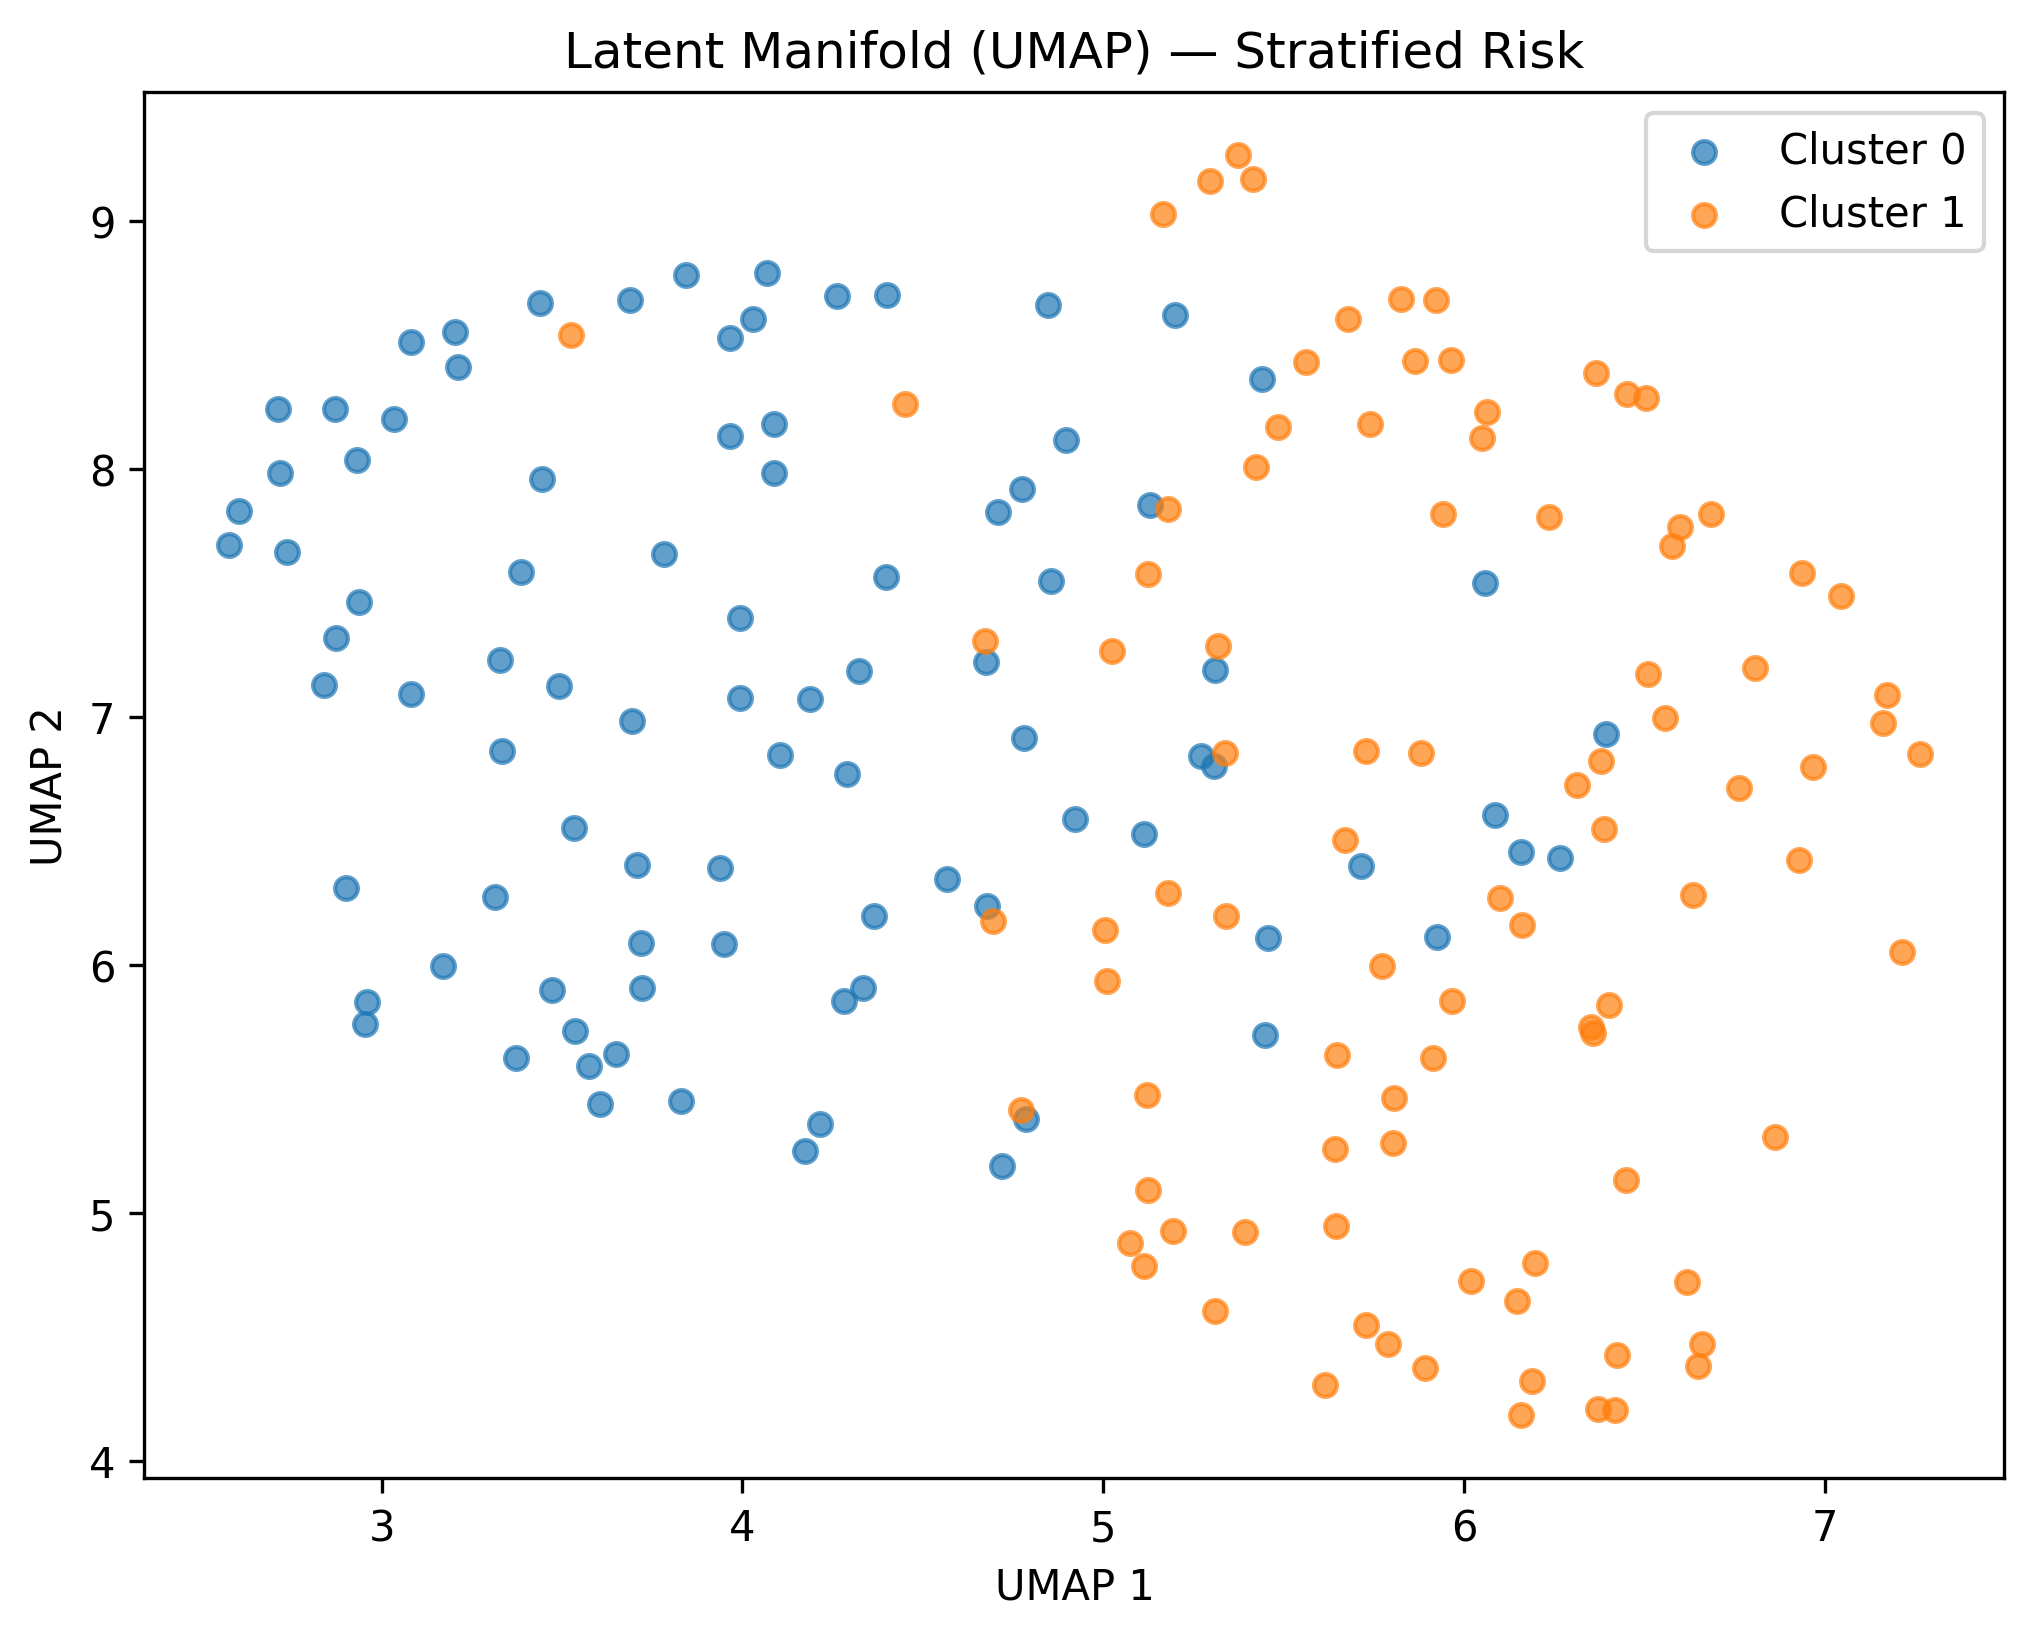 Latent Manifold (UMAP) — Stratified Risk
Cluster 0
Cluster 1
UMAP 2
9
8
7
6
5
4
3 4 5 6 7
UMAP 1